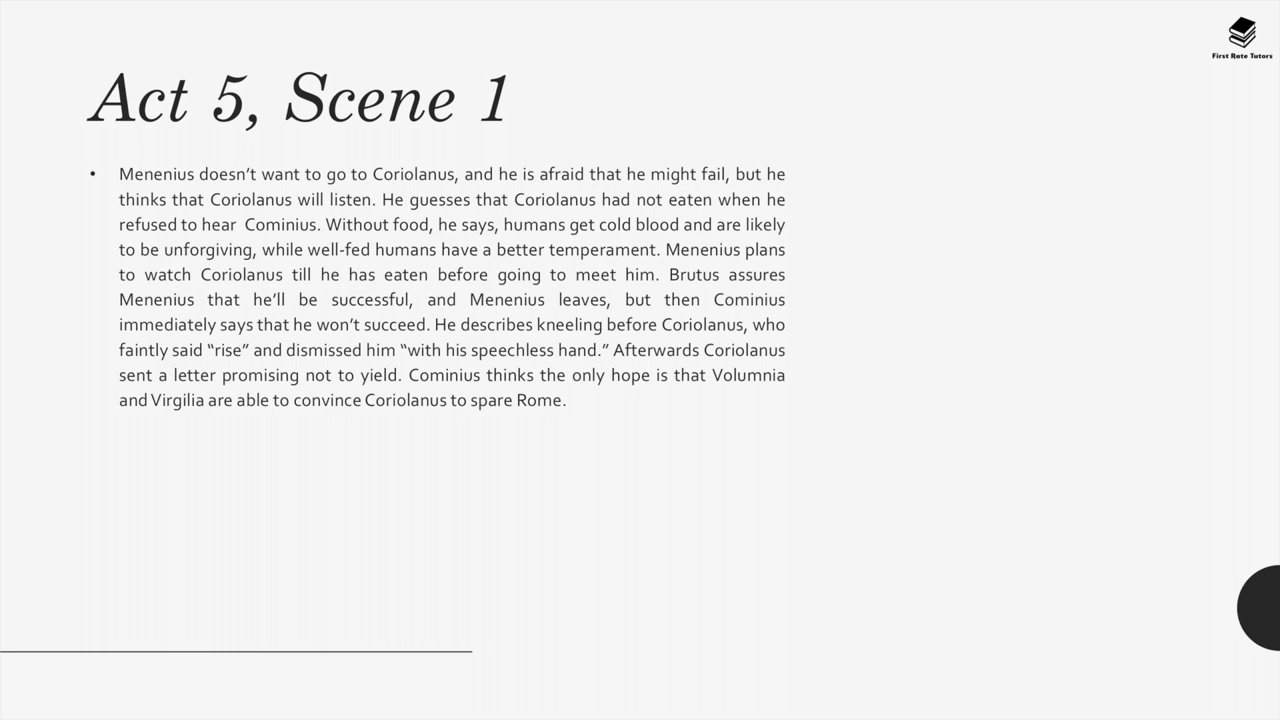 First Rate Tutors
Act 5, Scene 1
• Menenius doesn’t want to go to Coriolanus, and he is afraid that he might fail, but he
thinks that Coriolanus will listen. He guesses that Coriolanus had not eaten when he
refused to hear Cominius. Without food, he says, humans get cold blood and are likely
to be unforgiving, while well-fed humans have a better temperament. Menenius plans
to watch Coriolanus till he has eaten before going to meet him. Brutus assures
Menenius that he’ll be successful, and Menenius leaves, but then Cominius
immediately says that he won’t succeed. He describes kneeling before Coriolanus, who
faintly said “rise” and dismissed him “with his speechless hand.” Afterwards Coriolanus
sent a letter promising not to yield. Cominius thinks the only hope is that Volumnia
and Virgilia are able to convince Coriolanus to spare Rome.